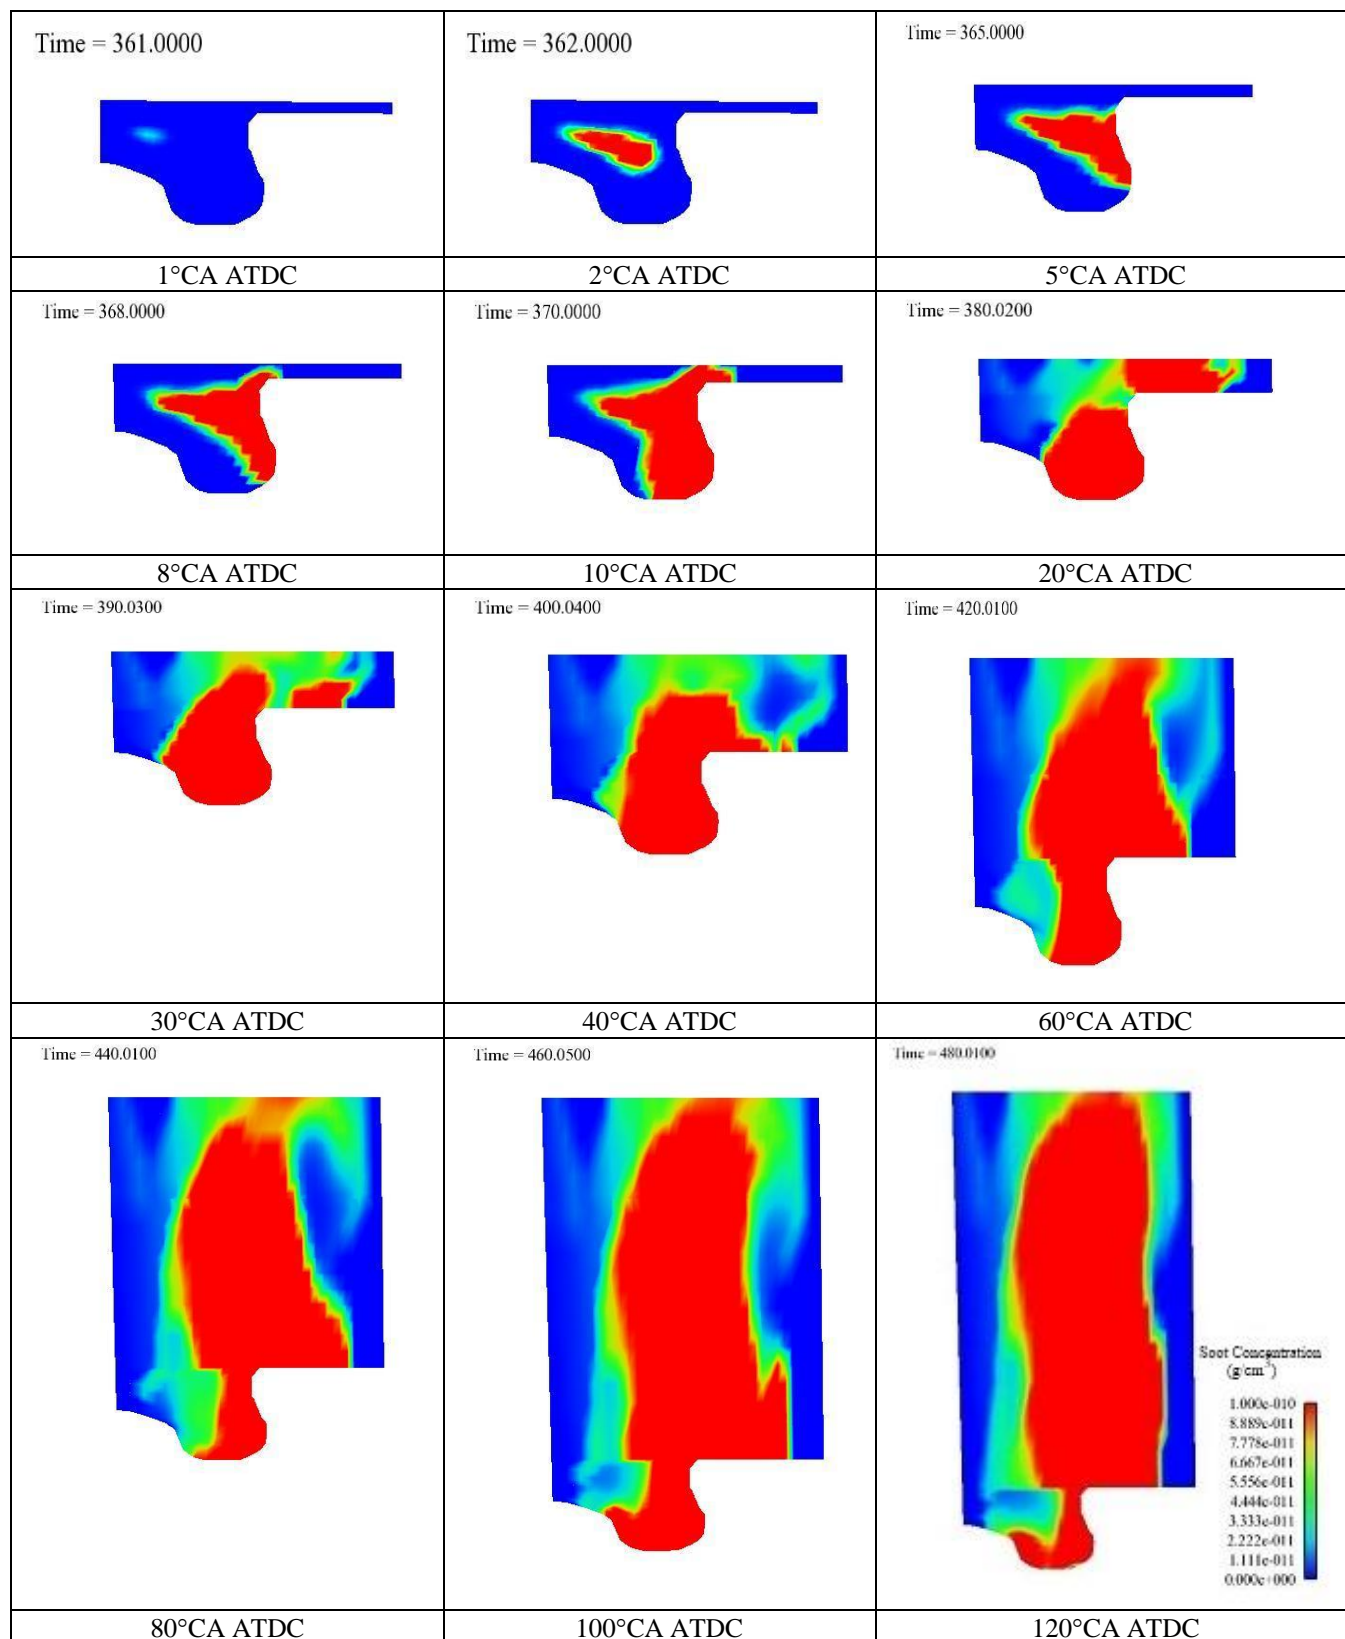 Time = 361.0000
Time = 362.0000
Time = 365.0000
1°CA ATDC
2°CA ATDC
5°CA ATDC
Time = 368.0000
Time = 370.0000
Time = 380.0200
8°CA ATDC
10°CA ATDC
20°CA ATDC
Time = 390.0300
Time = 400.0400
Time = 420.0100
30°CA ATDC
40°CA ATDC
60°CA ATDC
Time = 440.0100
Time = 460.0500
Time = 480.0100
Soot Concentration
(g/cm³)
1.000e-010
8.889e-011
7.778e-011
6.667e-011
5.556e-011
4.444e-011
3.333e-011
2.222e-011
1.111e-011
0.000e+000
80°CA ATDC
100°CA ATDC
120°CA ATDC